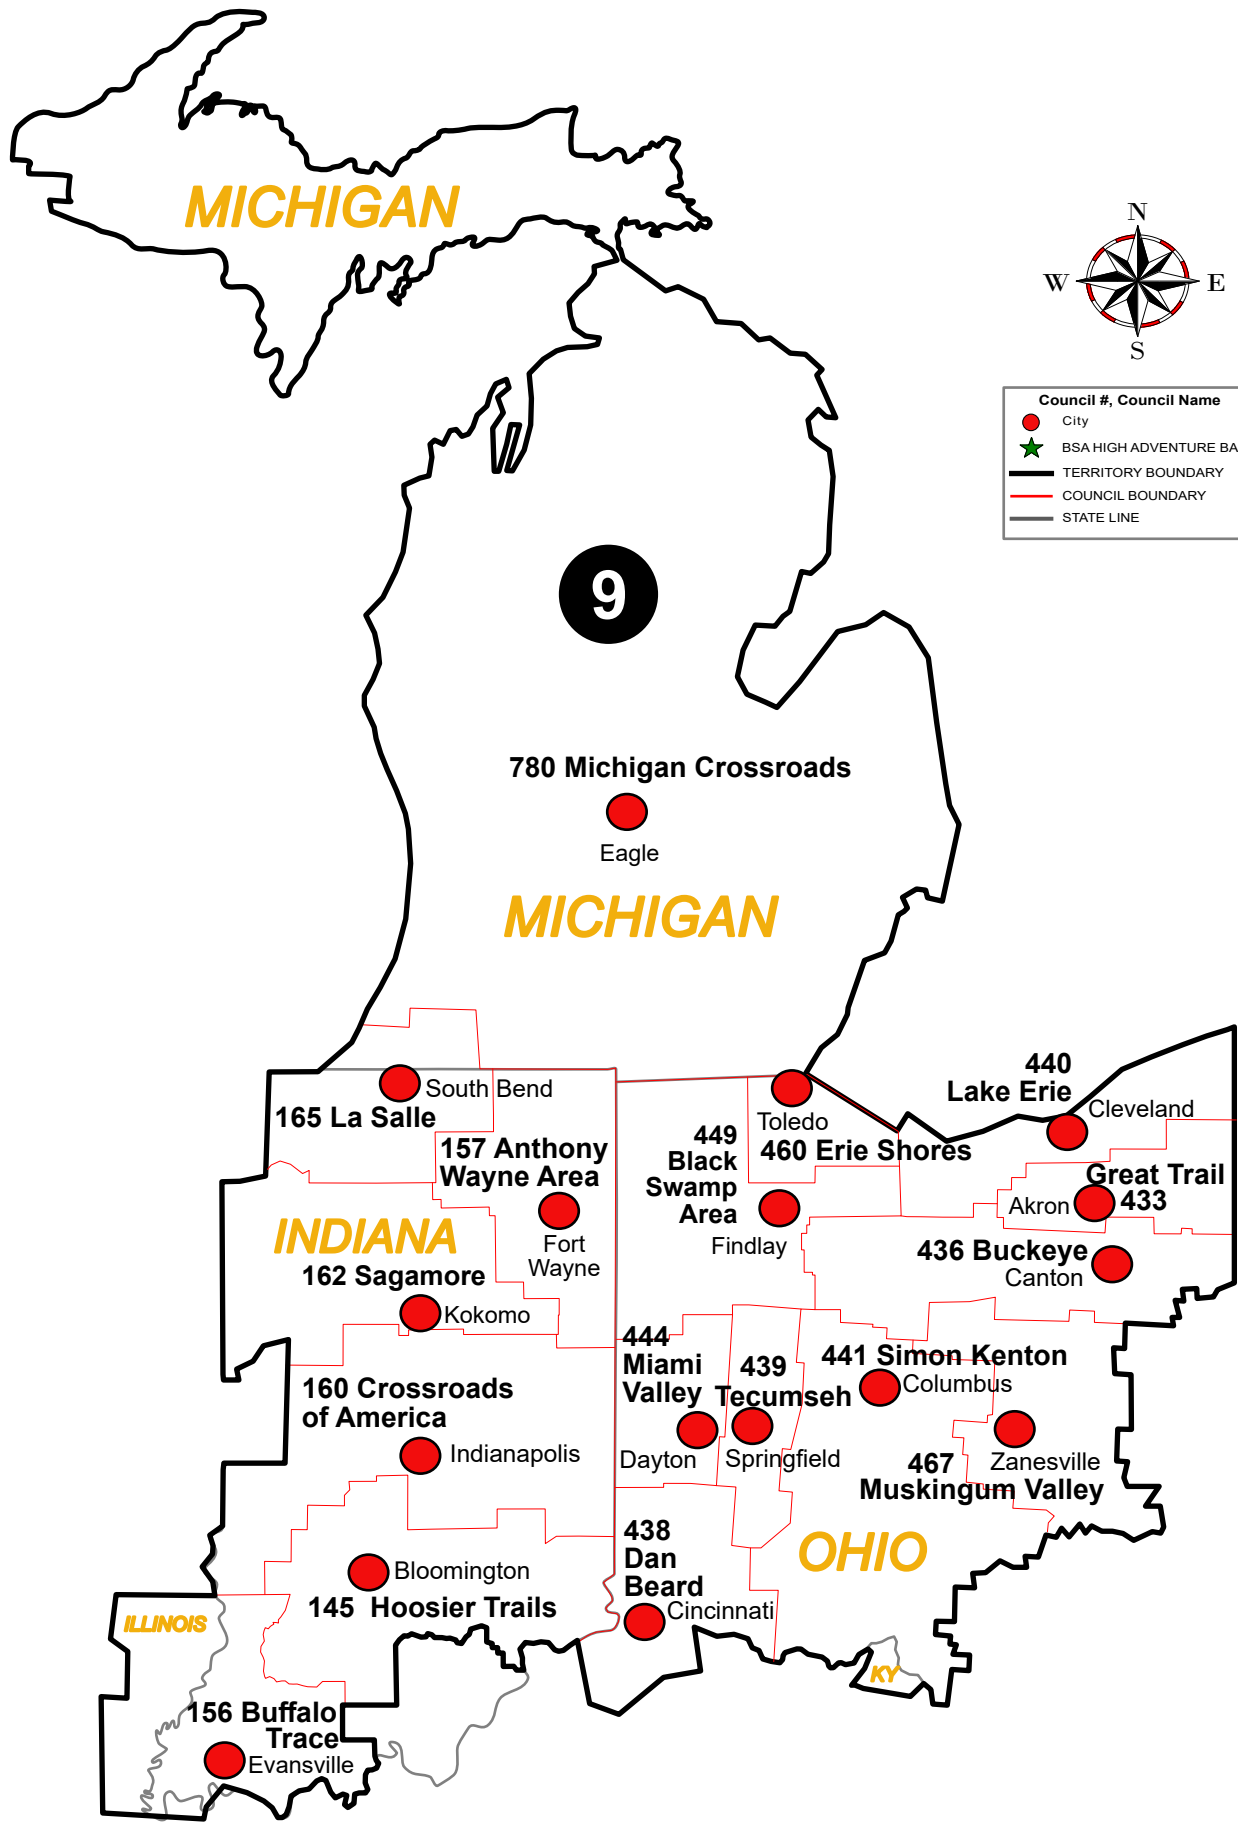 MICHIGAN
N
W
E
S
Council #, Council Name
City
BSA HIGH ADVENTURE BA
TERRITORY BOUNDARY
COUNCIL BOUNDARY
STATE LINE
9
780 Michigan Crossroads
Eagle
MICHIGAN
440
Lake Erie
Cleveland
South Bend
165 La Salle
Toledo
460 Erie Shores
157 Anthony
Wayne Area
Fort
Wayne
449
Black
Swamp
Area
Findlay
Great Trail
433
Akron
INDIANA
162 Sagamore
Kokomo
436 Buckeye
Canton
444
Miami
Valley
Dayton
439
Tecumseh
Springfield
441 Simon Kenton
Columbus
160 Crossroads
of America
Indianapolis
Zanesville
467
Muskingum Valley
438
Dan
Beard
Cincinnati
OHIO
Bloomington
145 Hoosier Trails
ILLINOIS
KY
156 Buffalo
Trace
Evansville